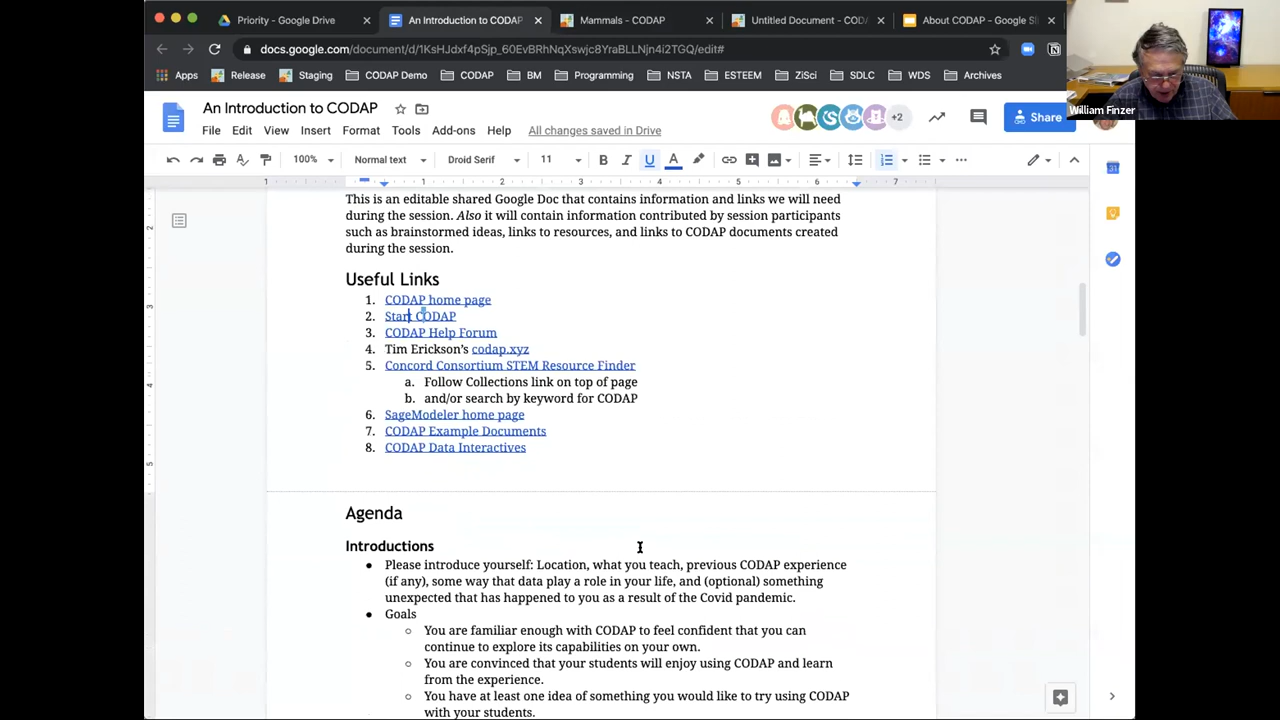 Priority - Google Drive
An Introduction to CODAP
Mammals - CODAP
Untitled Document - CODA
About CODAP - Google Sl
docs.google.com/document/d/1KsHJdxf4pSjp_60EvBRhNqXswjc8YraBLLNjn4i2TGQ/edit#
Apps Release Staging CODAP Demo CODAP BM Programming NSTA ESTEEM ZiSci SDLC WDS Archives
William Finzer
An Introduction to CODAP
File Edit View Insert Format Tools Add-ons Help All changes saved in Drive
+2
Share
100% Normal text Droid Serif 11
1 1 2 3 4 5 6 7
This is an editable shared Google Doc that contains information and links we will need
during the session. Also it will contain information contributed by session participants
such as brainstormed ideas, links to resources, and links to CODAP documents created
during the session.
Useful Links
1. CODAP home page
2. Start CODAP
3. CODAP Help Forum
4. Tim Erickson’s codap.xyz
5. Concord Consortium STEM Resource Finder
a. Follow Collections link on top of page
b. and/or search by keyword for CODAP
6. SageModeler home page
7. CODAP Example Documents
8. CODAP Data Interactives
Agenda
Introductions
● Please introduce yourself: Location, what you teach, previous CODAP experience
(if any), some way that data play a role in your life, and (optional) something
unexpected that has happened to you as a result of the Covid pandemic.
● Goals
○ You are familiar enough with CODAP to feel confident that you can
continue to explore its capabilities on your own.
○ You are convinced that your students will enjoy using CODAP and learn
from the experience.
○ You have at least one idea of something you would like to try using CODAP
with your students.